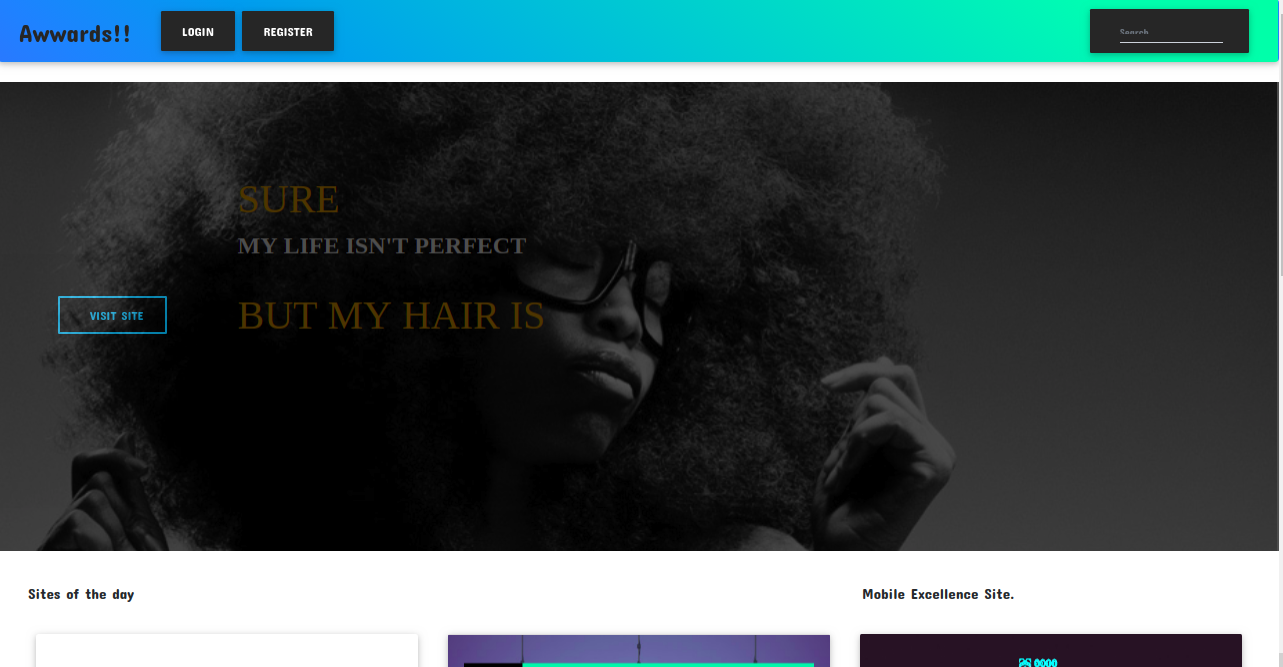 Awwards!!
LOGIN
REGISTER
Search
SURE
MY LIFE ISN'T PERFECT
BUT MY HAIR IS
VISIT SITE
Sites of the day
Mobile Excellence Site.